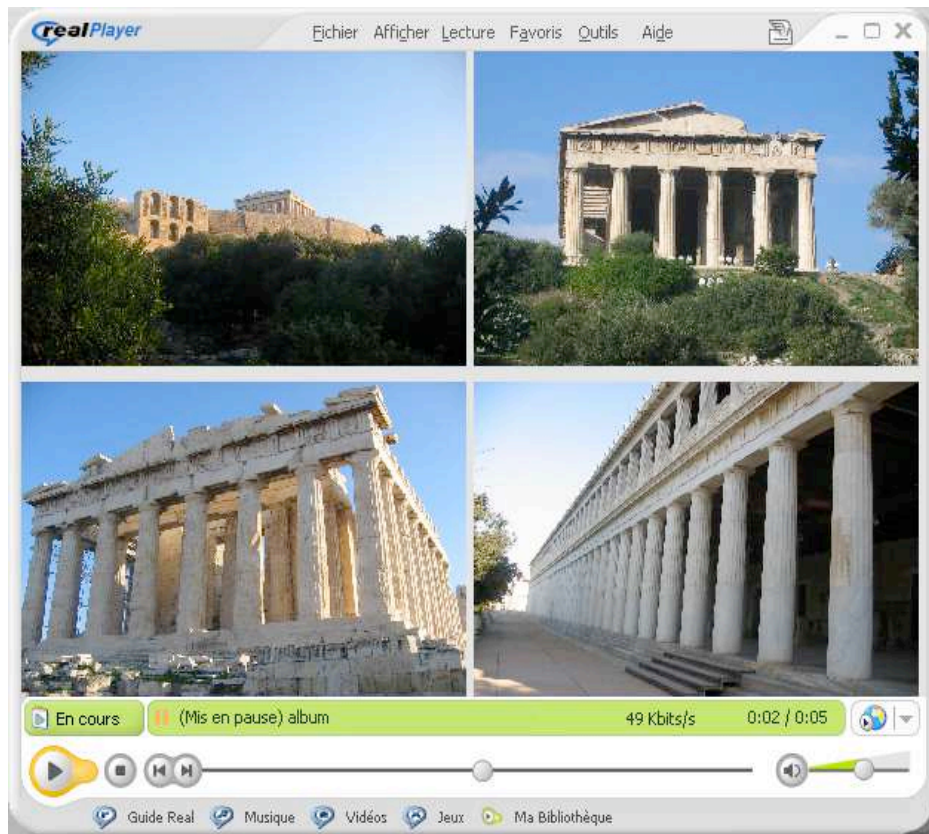 realPlayer Fichier Afficher Lecture Favoris Outils Aide
En cours (Mis en pause) album 49 Kbits/s 0:02 / 0:05
Guide Real Musique Vidéos Jeux Ma Bibliothèque